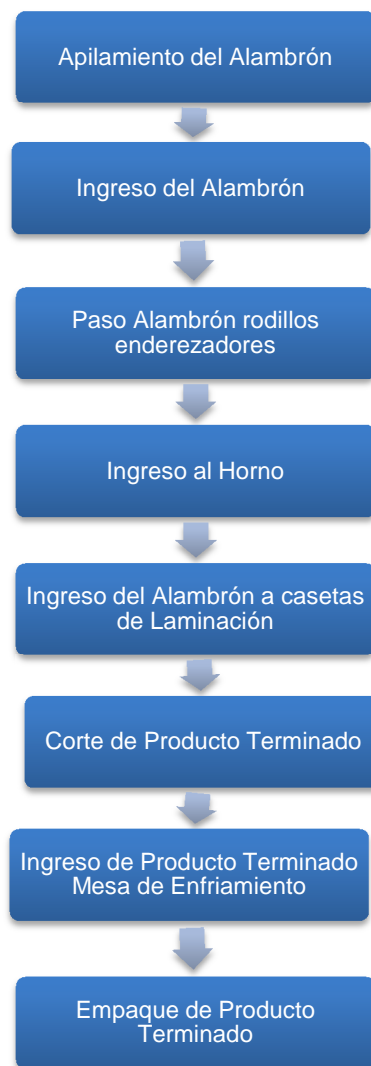 Apilamiento del Alambrón
Ingreso del Alambrón
Paso Alambrón rodillos
enderezadores
Ingreso al Horno
Ingreso del Alambrón a casetas
de Laminación
Corte de Producto Terminado
Ingreso de Producto Terminado
Mesa de Enfriamiento
Empaque de Producto
Terminado